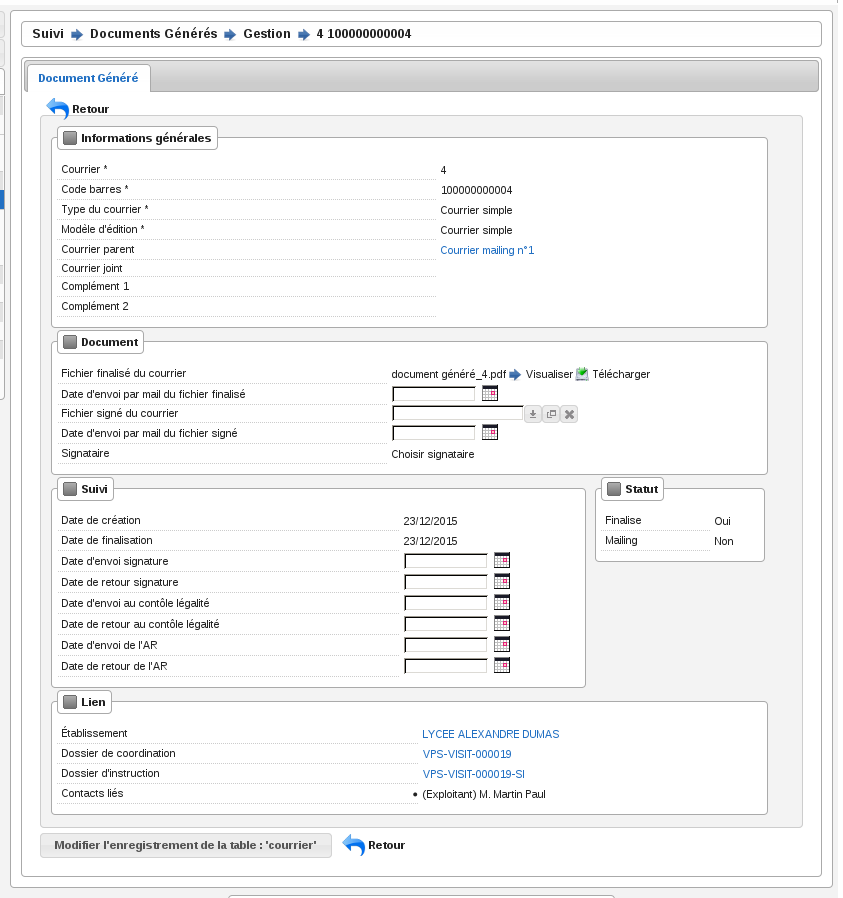 Suivi Documents Générés Gestion 4 100000000004
Document Généré
Retour
Informations générales
Courrier * 4
Code barres * 100000000004
Type du courrier * Courrier simple
Modèle d'édition * Courrier simple
Courrier parent Courrier mailing n°1
Courrier joint
Complément 1
Complément 2
Document
Fichier finalisé du courrier document généré_4.pdf Visualiser Télécharger
Date d'envoi par mail du fichier finalisé
Fichier signé du courrier
Date d'envoi par mail du fichier signé
Signataire Choisir signataire
Suivi
Date de création 23/12/2015
Date de finalisation 23/12/2015
Date d'envoi signature
Date de retour signature
Date d'envoi au contôle légalité
Date de retour au contôle légalité
Date d'envoi de l'AR
Date de retour de l'AR
Statut
Finalise Oui
Mailing Non
Lien
Établissement LYCEE ALEXANDRE DUMAS
Dossier de coordination VPS-VISIT-000019
Dossier d'instruction VPS-VISIT-000019-SI
Contacts liés • (Exploitant) M. Martin Paul
Modifier l'enregistrement de la table : 'courrier' Retour